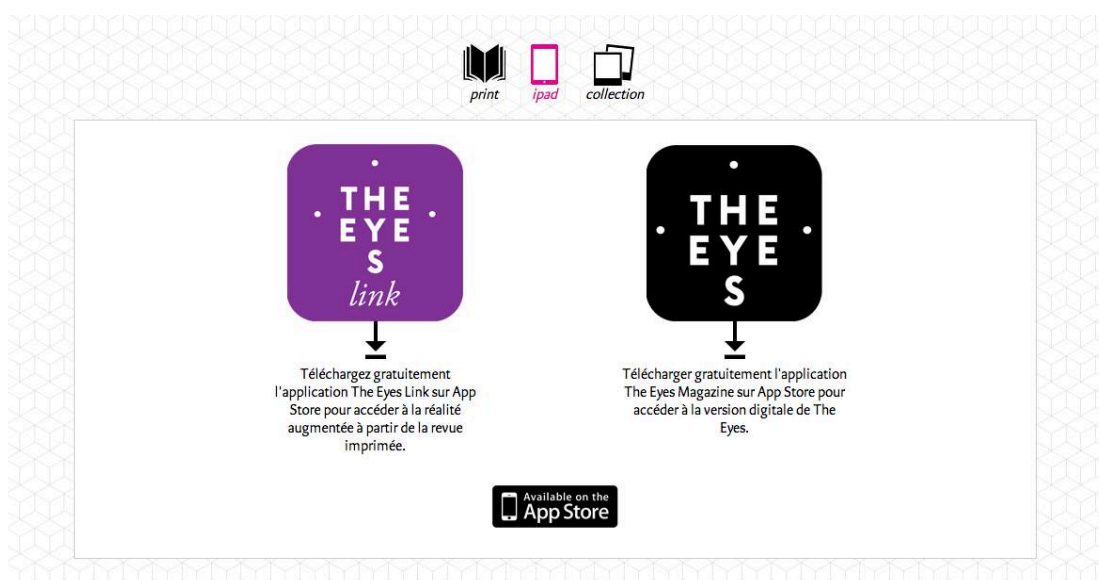 print ipad collection
THE
EYE
S
link
THE
EYE
S
Téléchargez gratuitement
l'application The Eyes Link sur App
Store pour accéder à la réalité
augmentée à partir de la revue
imprimée.
Télécharger gratuitement l'application
The Eyes Magazine sur App Store pour
accéder à la version digitale de The
Eyes.
Available on the
App Store